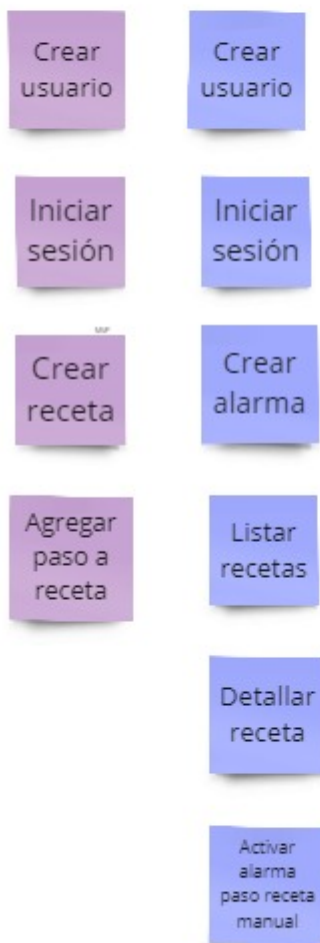 Crear
usuario
Crear
usuario
Iniciar
sesión
Iniciar
sesión
Crear
receta
Crear
alarma
Agregar
paso a
receta
Listar
recetas
Detallar
receta
Activar
alarma
paso receta
manual